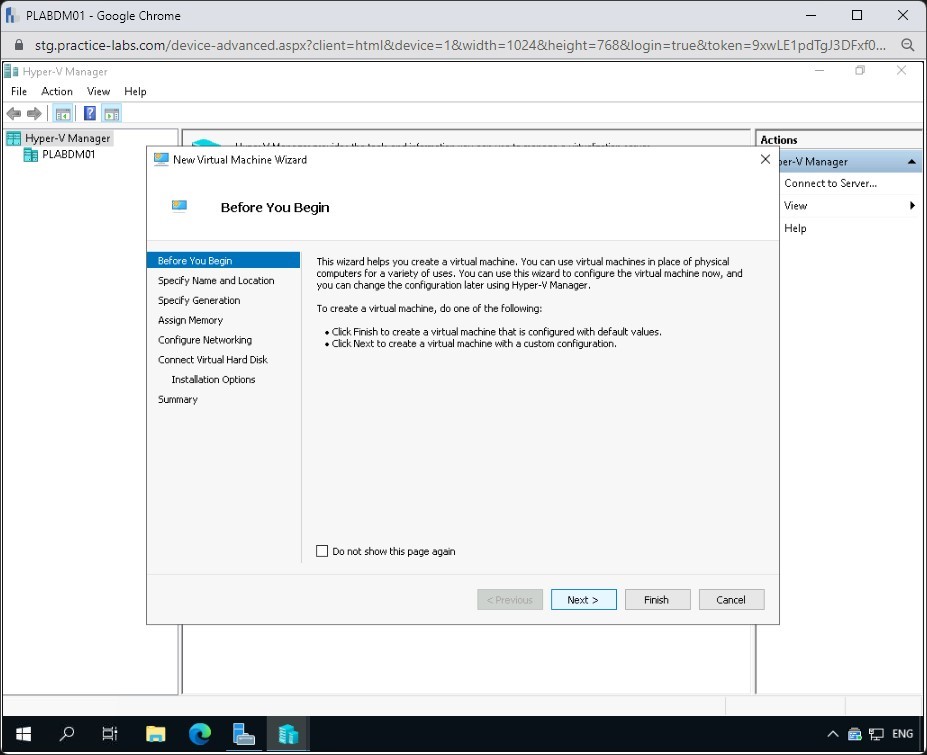 PLABDM01 - Google Chrome
stg.practice-labs.com/device-advanced.aspx?client=html&device=1&width=1024&height=768&login=true&token=9xwLE1pdTgJ3DFxf0...
Hyper-V Manager
File Action View Help
Hyper-V Manager
PLABDM01
Actions
per-V Manager
Connect to Server...
View
Help
New Virtual Machine Wizard
Before You Begin
Before You Begin
Specify Name and Location
Specify Generation
Assign Memory
Configure Networking
Connect Virtual Hard Disk
Installation Options
Summary
This wizard helps you create a virtual machine. You can use virtual machines in place of physical
computers for a variety of uses. You can use this wizard to configure the virtual machine now, and
you can change the configuration later using Hyper-V Manager.
To create a virtual machine, do one of the following:
• Click Finish to create a virtual machine that is configured with default values.
• Click Next to create a virtual machine with a custom configuration.
Do not show this page again
< Previous
Next >
Finish
Cancel
ENG